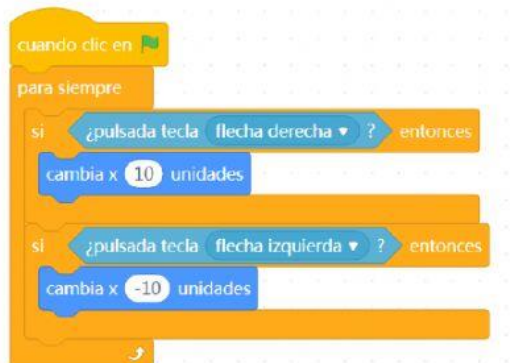 cuando clic en
para siempre
si ¿pulsada tecla flecha derecha ? entonces
cambia x 10 unidades
si ¿pulsada tecla flecha izquierda ? entonces
cambia x -10 unidades